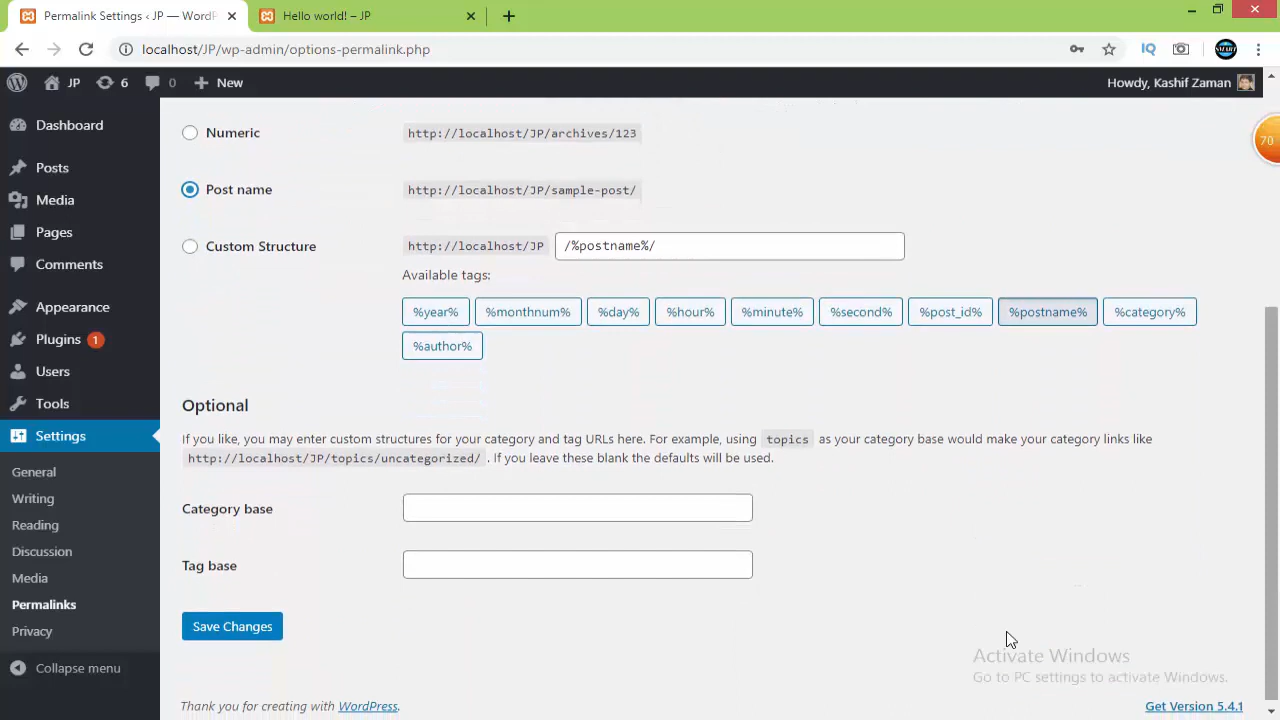 Permalink Settings ‹ JP — WordP
Hello world! – JP
localhost/JP/wp-admin/options-permalink.php
IQ
JP 6 0 New
Howdy, Kashif Zaman
Dashboard
Posts
Media
Pages
Comments
Appearance
Plugins 1
Users
Tools
Settings
General
Writing
Reading
Discussion
Media
Permalinks
Privacy
Collapse menu
70
Numeric http://localhost/JP/archives/123
Post name http://localhost/JP/sample-post/
Custom Structure http://localhost/JP /%postname%/
Available tags:
%year% %monthnum% %day% %hour% %minute% %second% %post_id% %postname% %category%
%author%
Optional
If you like, you may enter custom structures for your category and tag URLs here. For example, using topics as your category base would make your category links like
http://localhost/JP/topics/uncategorized/ . If you leave these blank the defaults will be used.
Category base
Tag base
Save Changes
Activate Windows
Go to PC settings to activate Windows.
Thank you for creating with WordPress.
Get Version 5.4.1